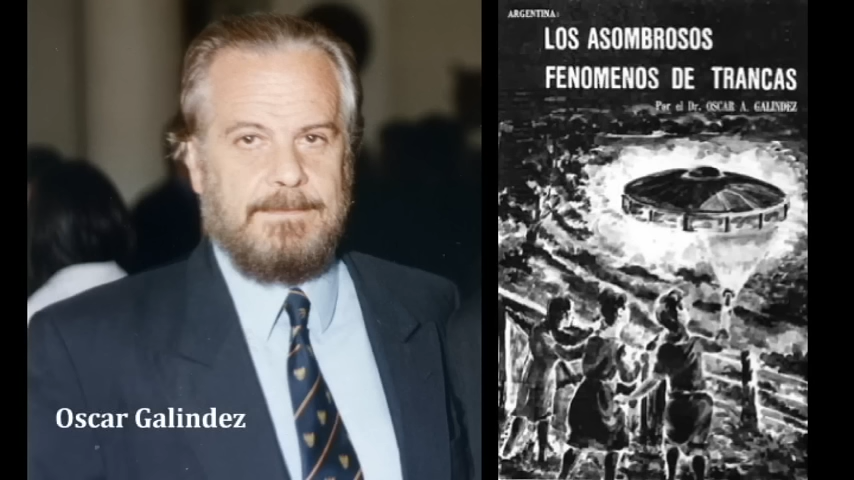 Oscar Galindez
ARGENTINA:
LOS ASOMBROSOS
FENOMENOS DE TRANCAS
Por el Dr. OSCAR A. GALINDEZ